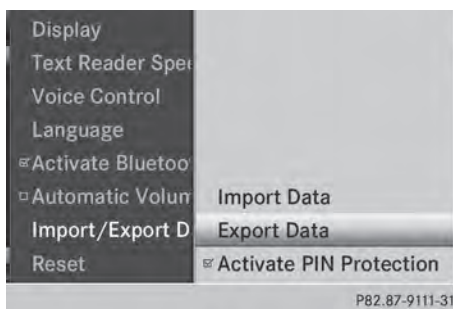 Display
Text Reader Spe
Voice Control
Language
Activate Bluetoo
Automatic Volum
Import/Export D
Reset
Import Data
Export Data
Activate PIN Protection
P82.87-9111-31